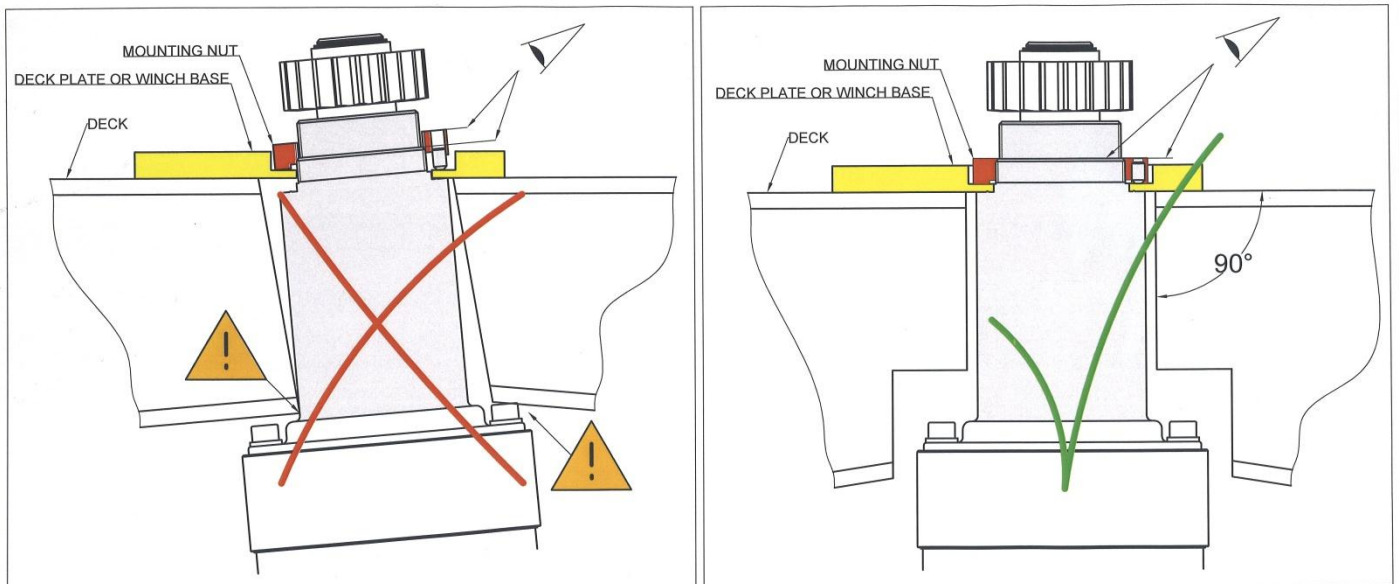 MOUNTING NUT
DECK PLATE OR WINCH BASE
DECK
!
!
MOUNTING NUT
DECK PLATE OR WINCH BASE
DECK
90°